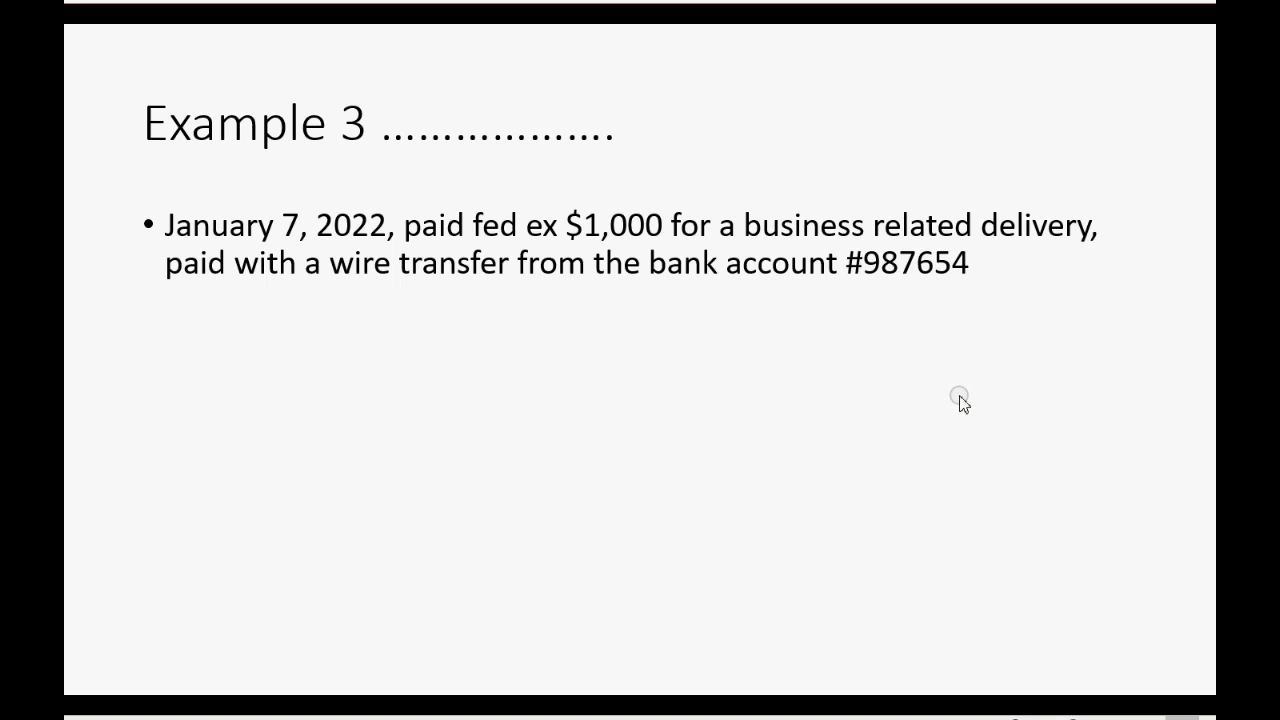 Example 3 ...................
• January 7, 2022, paid fed ex $1,000 for a business related delivery,
paid with a wire transfer from the bank account #987654